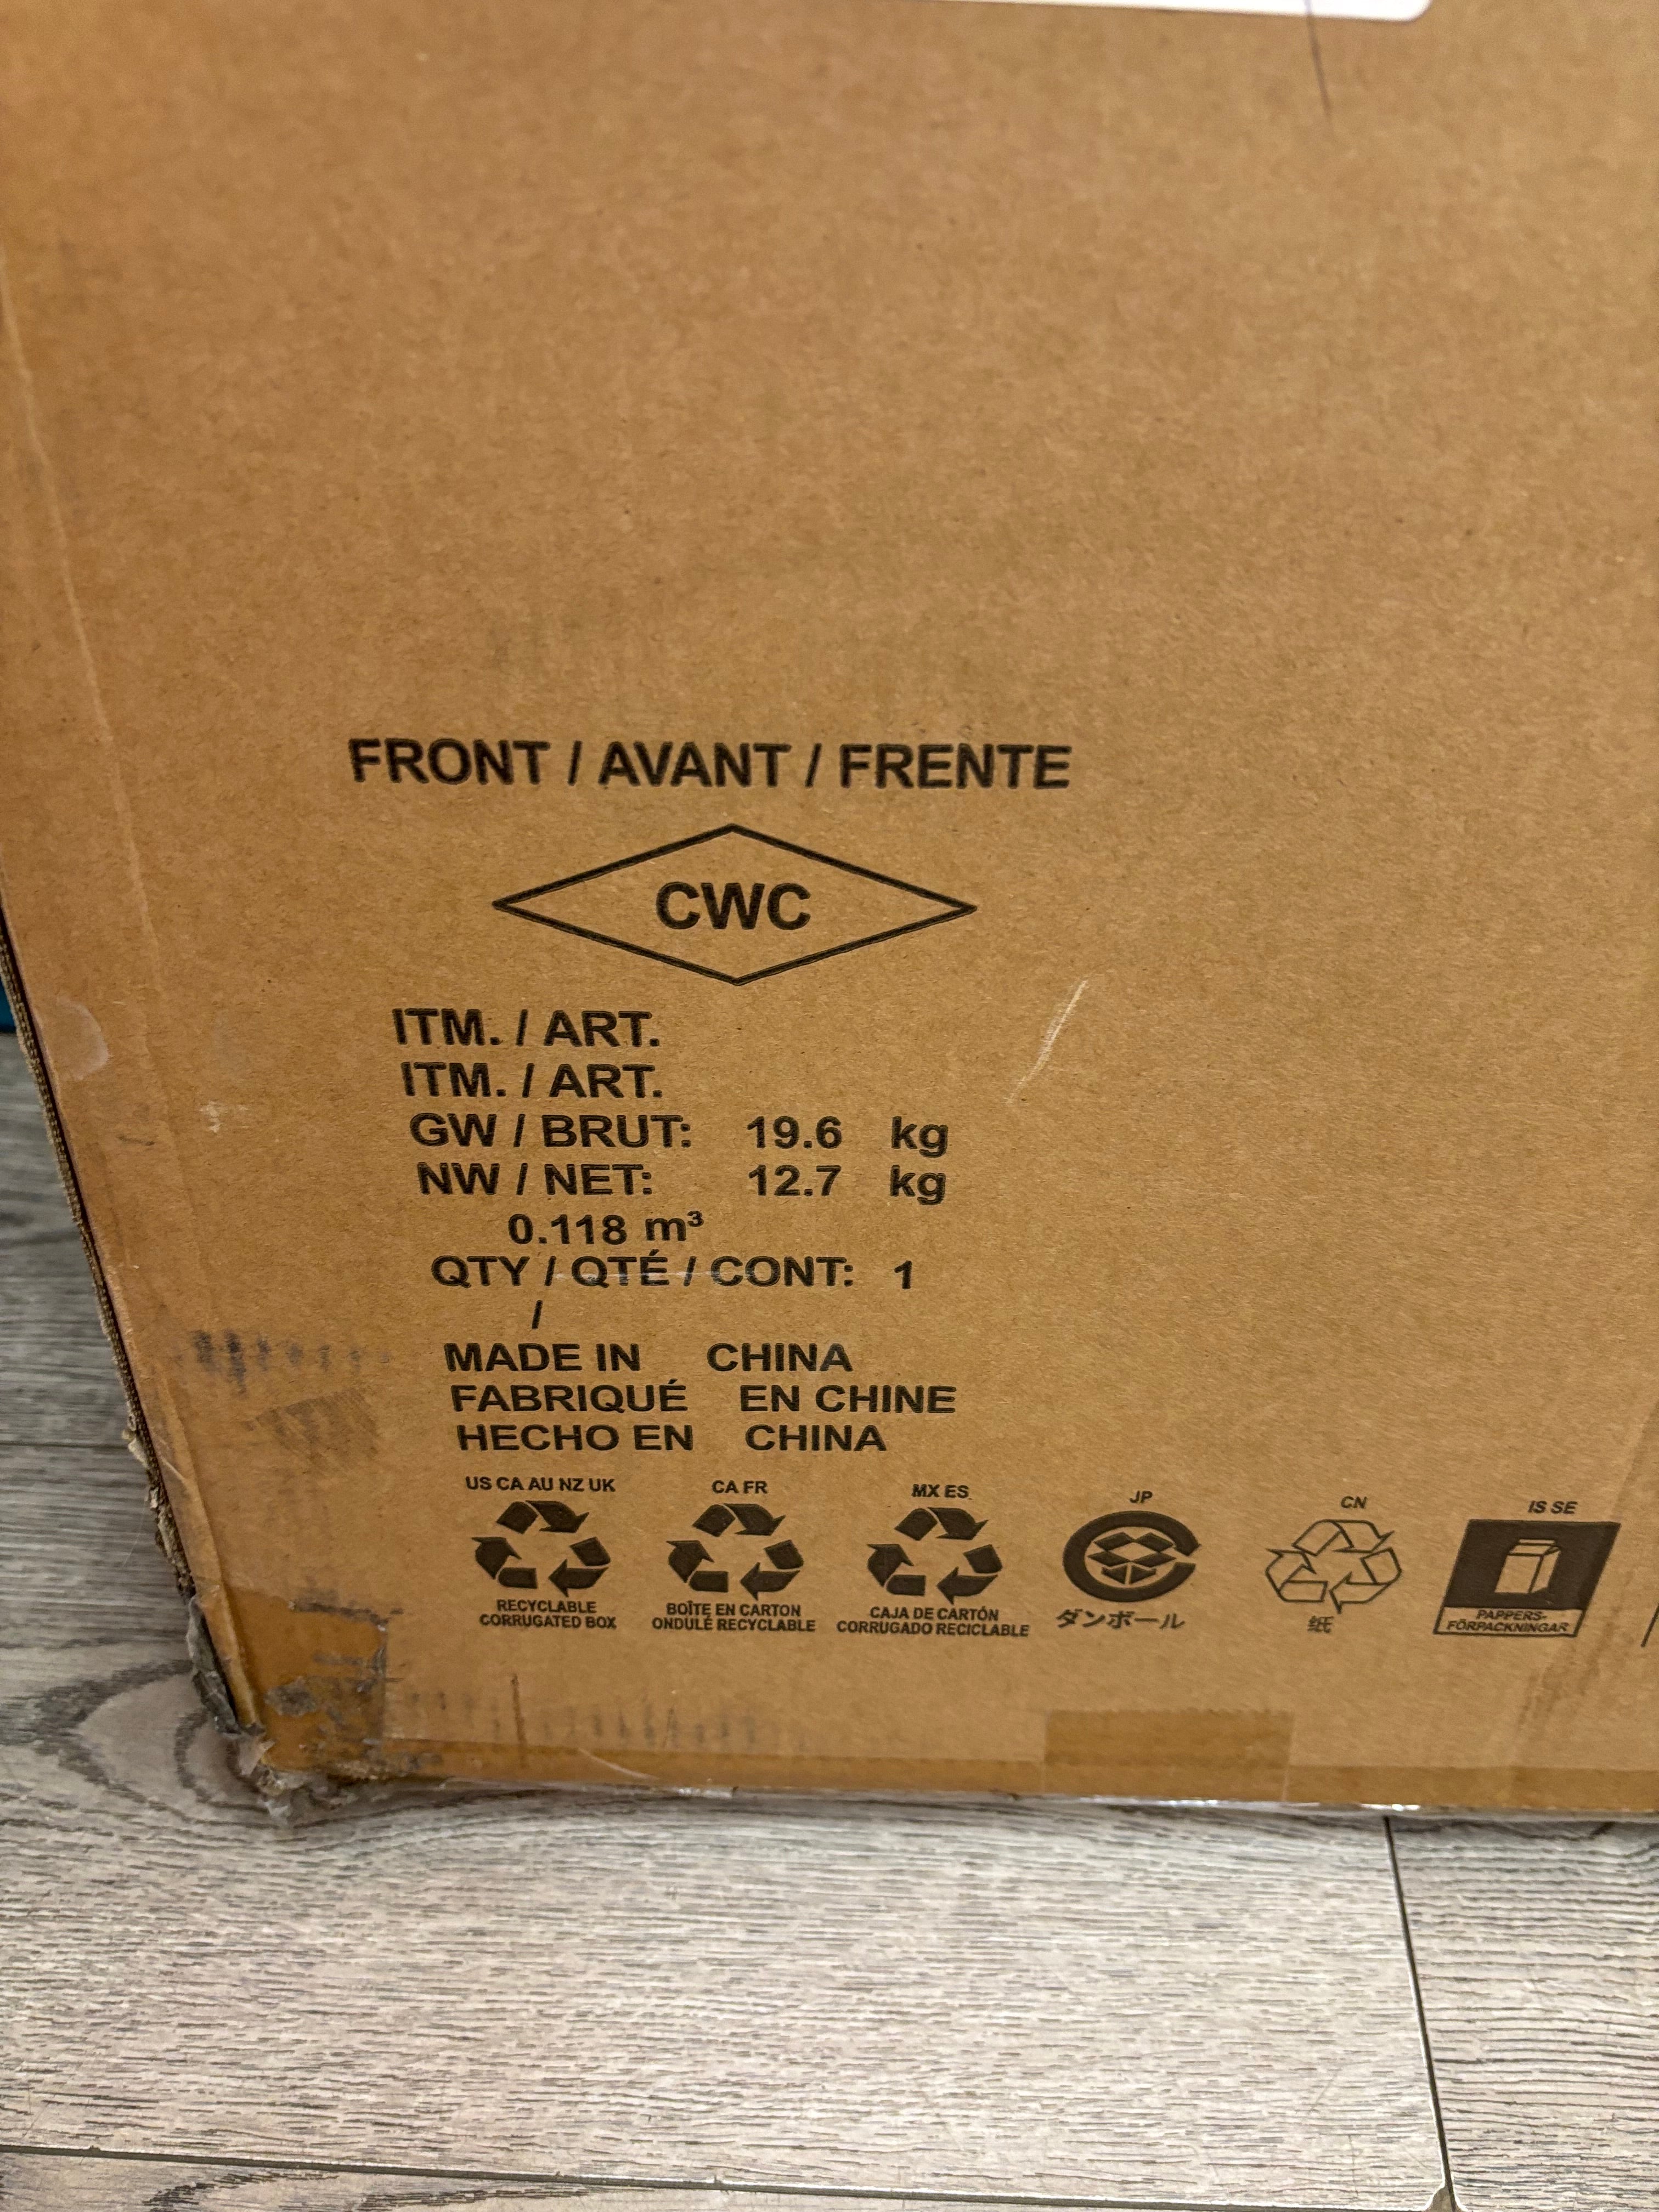 FRONT / AVANT / FRENTE
CWC
ITM. / ART.
ITM. / ART.
GW / BRUT: 19.6 kg
NW / NET: 12.7 kg
0.118 m³
QTY / QTÉ / CONT: 1
/
MADE IN CHINA
FABRIQUÉ EN CHINE
HECHO EN CHINA
US CA AU NZ UK
RECYCLABLE
CORRUGATED BOX
CA FR
BOÎTE EN CARTON
ONDULÉ RECYCLABLE
MX ES
CAJA DE CARTÓN
CORRUGADO RECICLABLE
JP
ダンボール
CN
纸
IS SE
PAPPERS-
FÖRPACKNINGAR